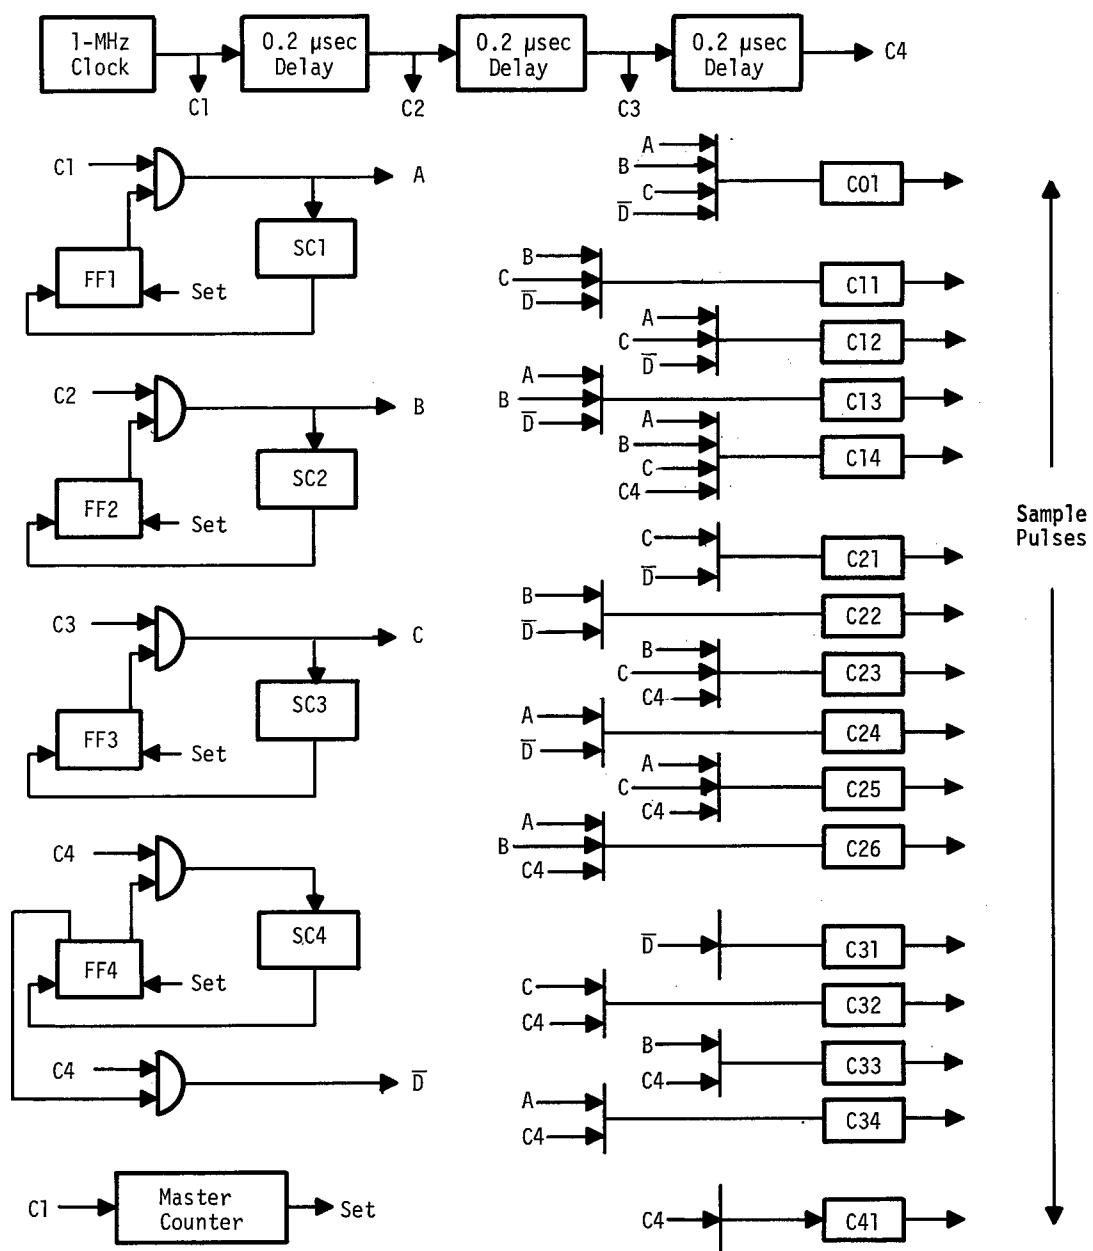 1-MHz
Clock
0.2 µsec
Delay
0.2 µsec
Delay
0.2 µsec
Delay
C4
C1
C2
C3
C1
A
SC1
FF1
Set
C2
B
SC2
FF2
Set
C3
C
SC3
FF3
Set
C4
SC4
FF4
Set
C4
D̅
C1
Master
Counter
Set
A
B
C
D̅
C01
B
C
D̅
C11
A
C
D̅
C12
A
B
D̅
C13
A
B
C
C4
C14
C
D̅
C21
B
D̅
C22
B
C
C4
C23
A
D̅
C24
A
C
C4
C25
A
B
C4
C26
D̅
C31
C
C4
C32
B
C4
C33
A
C4
C34
C4
C41
Sample
Pulses